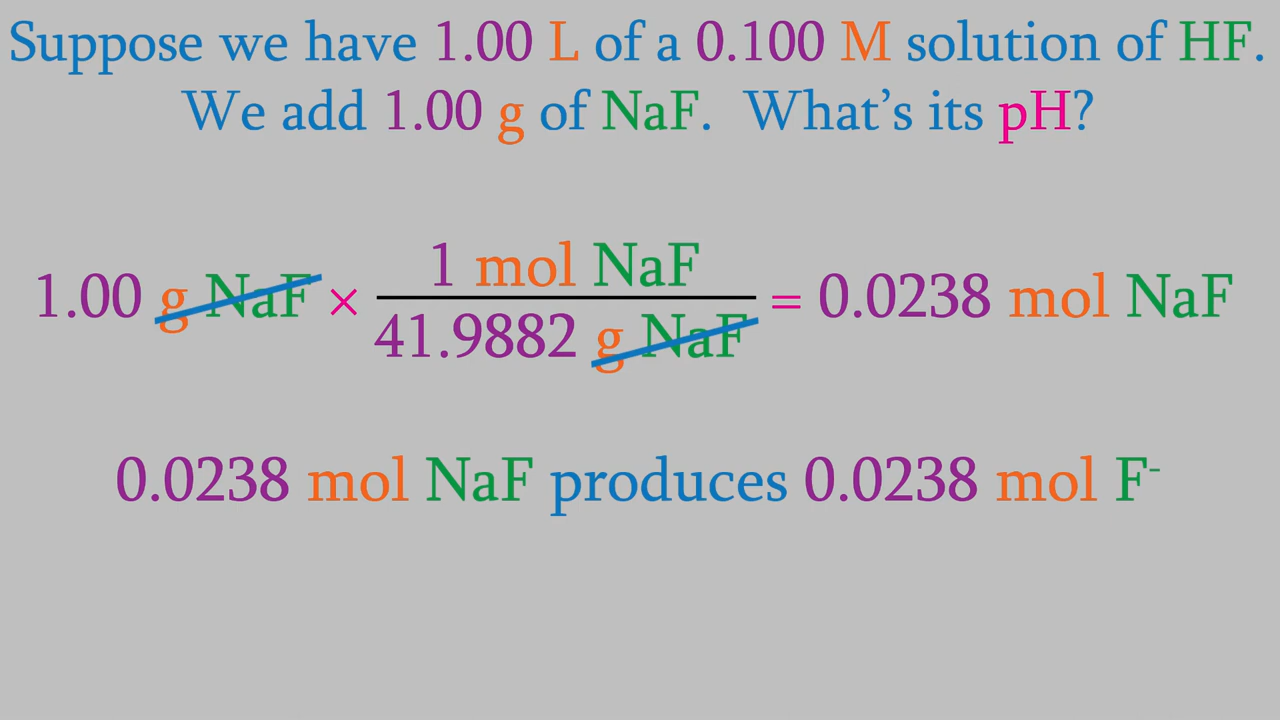 Suppose we have 1.00 L of a 0.100 M solution of HF.
We add 1.00 g of NaF. What's its pH?
1 mol NaF
1.00 g NaF × ―――― = 0.0238 mol NaF
41.9882 g NaF
0.0238 mol NaF produces 0.0238 mol F⁻